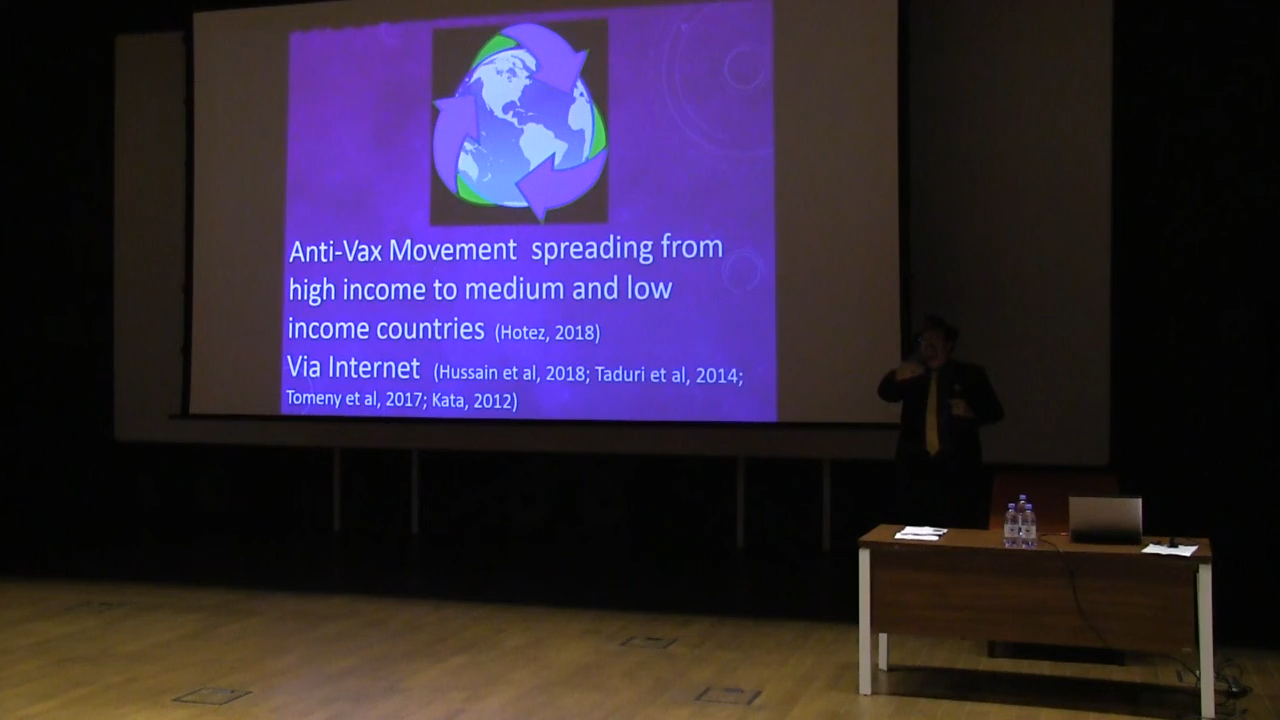 Anti-Vax Movement spreading from
high income to medium and low
income countries (Hotez, 2018)
Via Internet (Hussain et al, 2018; Taduri et al, 2014;
Tomeny et al, 2017; Kata, 2012)